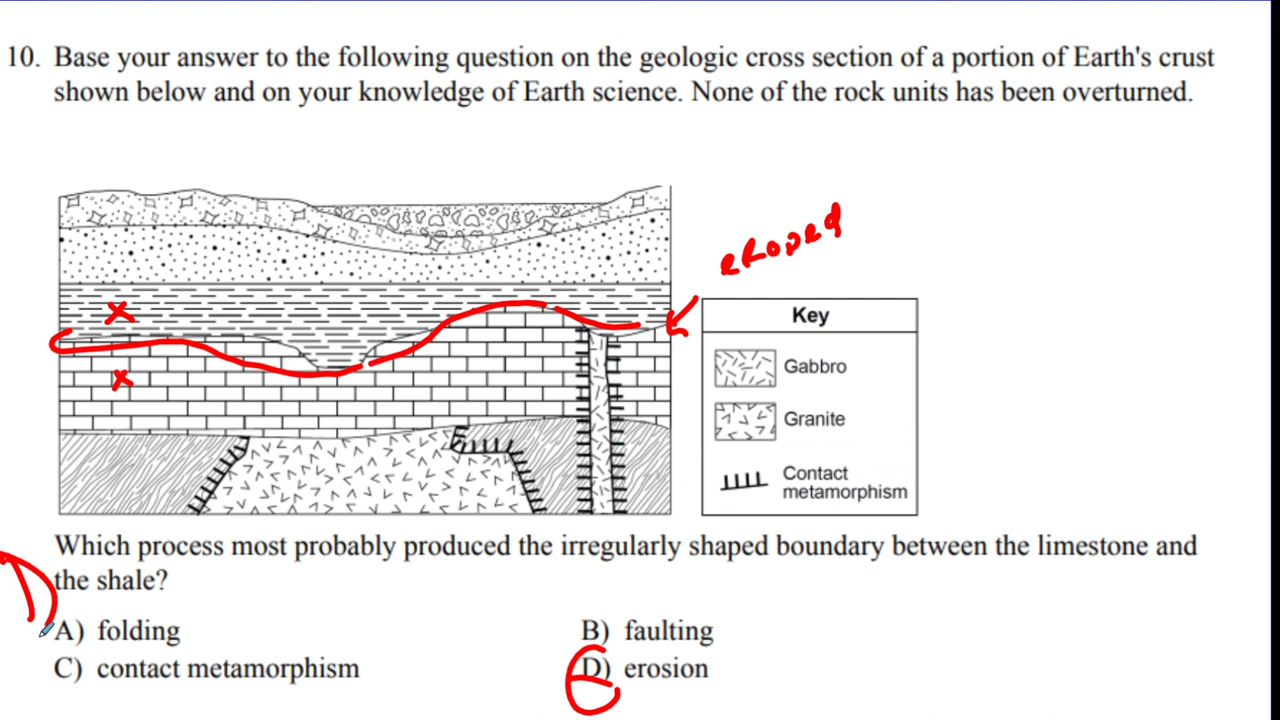 10. Base your answer to the following question on the geologic cross section of a portion of Earth's crust
shown below and on your knowledge of Earth science. None of the rock units has been overturned.
eroded
Key
Gabbro
Granite
Contact
metamorphism
Which process most probably produced the irregularly shaped boundary between the limestone and
the shale?
A) folding
B) faulting
C) contact metamorphism
D) erosion